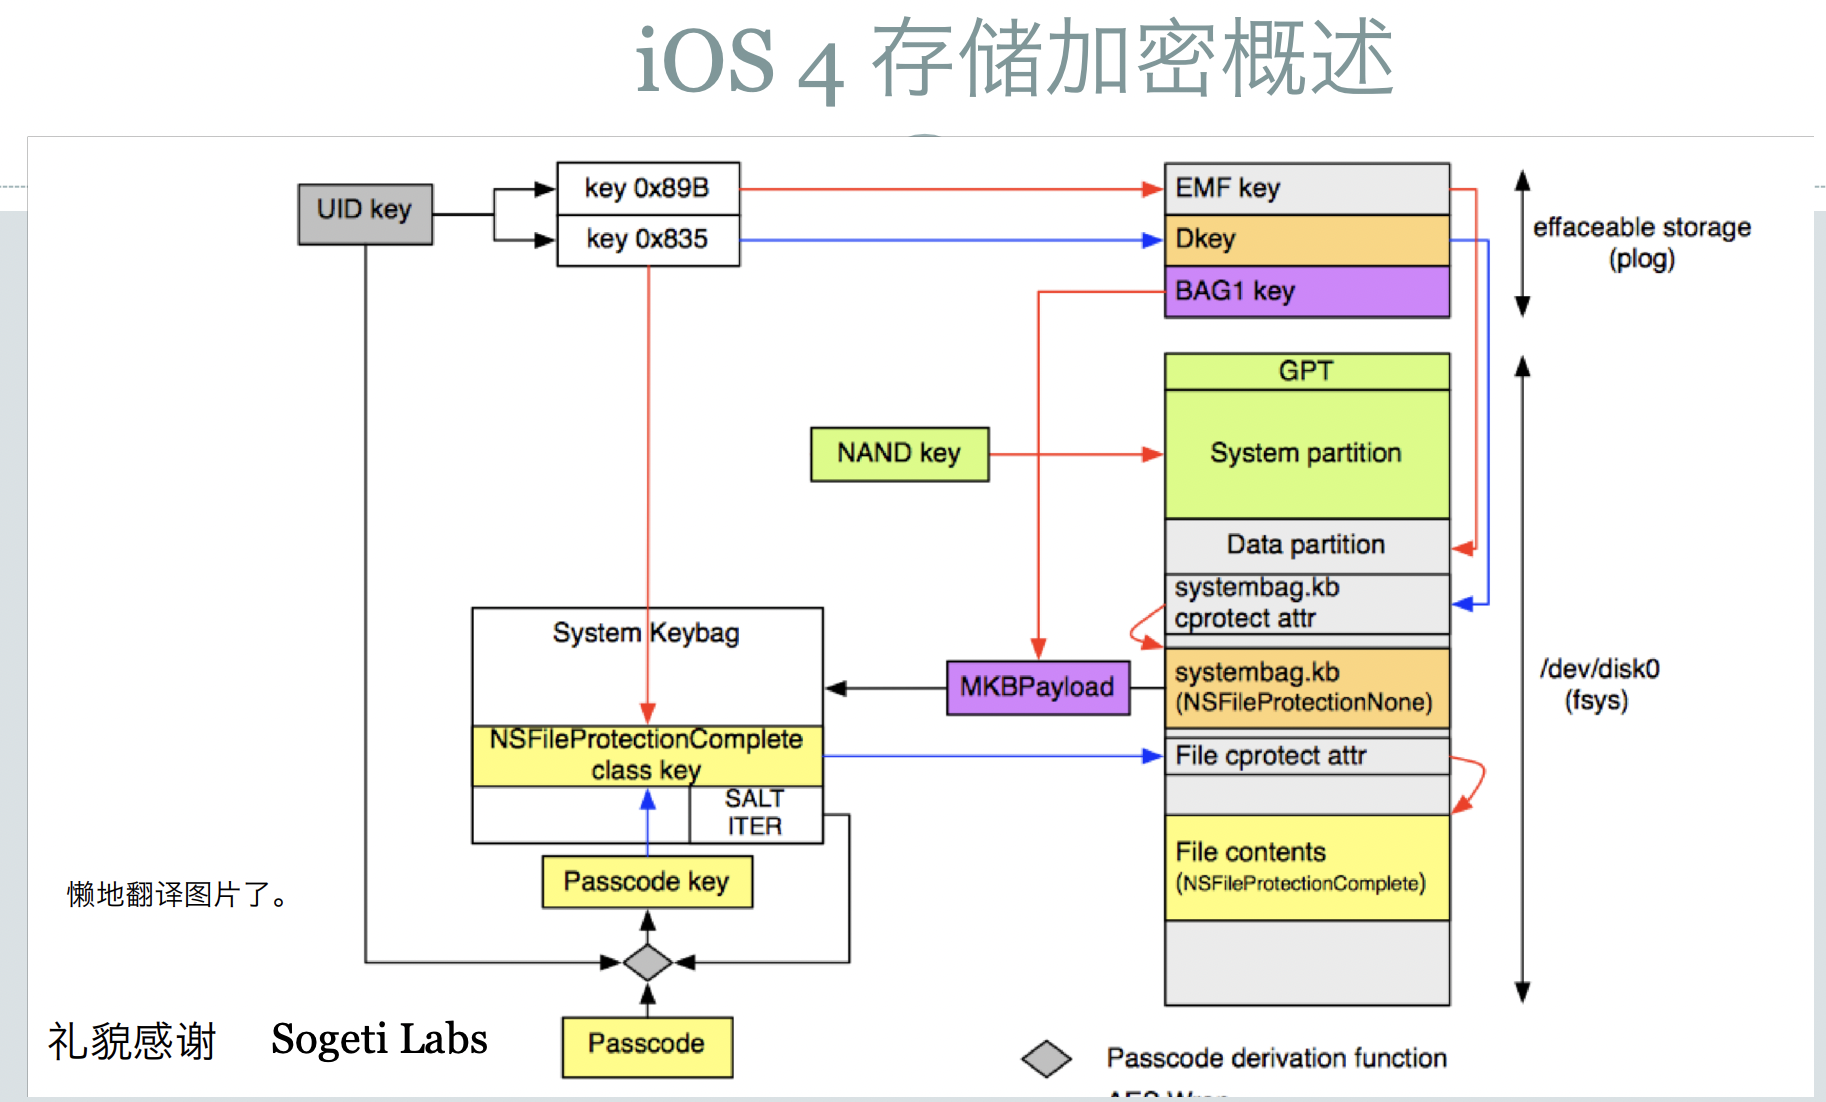 iOS 4 存储加密概述
UID key
key 0x89B
key 0x835
EMF key
Dkey
BAG1 key
effaceable storage
(plog)
GPT
NAND key
System partition
Data partition
systembag.kb
cprotect attr
System Keybag
MKBPayload
systembag.kb
(NSFileProtectionNone)
/dev/disk0
(fsys)
NSFileProtectionComplete
class key
File cprotect attr
SALT
ITER
File contents
(NSFileProtectionComplete)
Passcode key
懒地翻译图片了。
礼貌感谢 Sogeti Labs
Passcode
Passcode derivation function